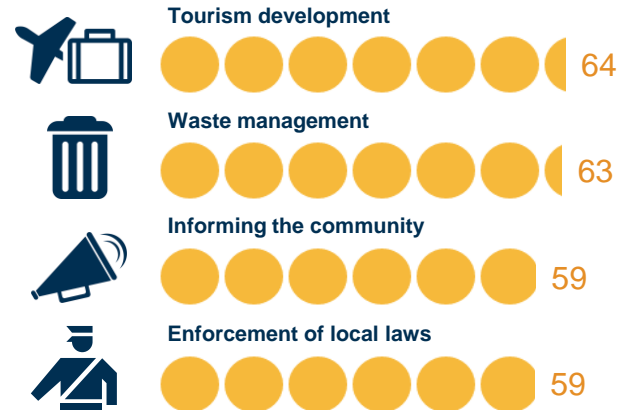 Tourism development
64
Waste management
63
Informing the community
59
Enforcement of local laws
59